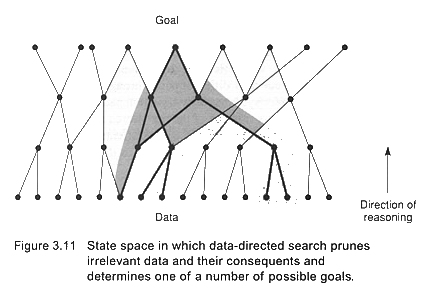 Goal
Data
Direction of
reasoning
Figure 3.11 State space in which data-directed search prunes
irrelevant data and their consequents and
determines one of a number of possible goals.